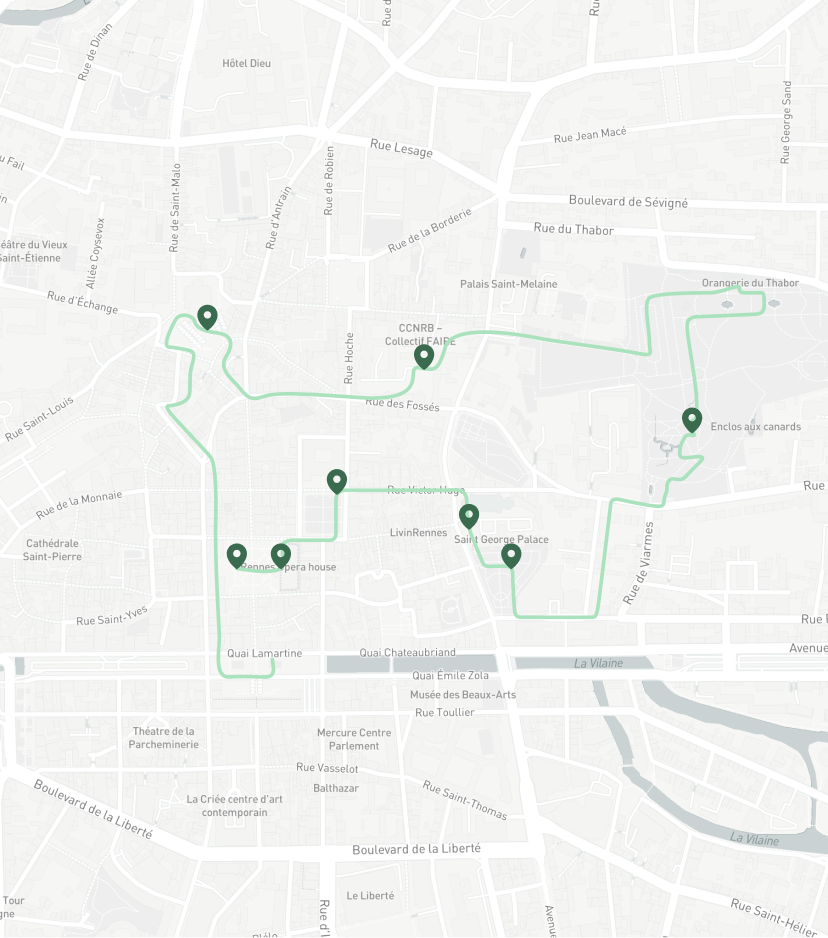 Rue de Dinan
Rue d
Rue
Hôtel Dieu
Rue George Sand
Rue Jean Macé
Rue Lesage
u Fail
Rue de Saint-Malo
Rue de Robien
Rue d'Antrain
Boulevard de Sévigné
Rue de la Borderie
Rue du Thabor
Allée Coysevox
éâtre du Vieux
Saint-Étienne
Palais Saint-Melaine
Orangerie du Thabor
Rue d'Échange
CCNRB –
Collectif FAIRE
Rue Hoche
Rue Saint-Louis
Rue des Fossés
Enclos aux canards
Rue de la Monnaie
Rue Victor Hugo
Rue
LivinRennes
Saint George Palace
Cathédrale
Saint-Pierre
Rennes opera house
Rue de Viarmes
Rue Saint-Yves
Avenue
Quai Lamartine
Quai Chateaubriand
La Vilaine
Quai Émile Zola
Musée des Beaux-Arts
Rue Toullier
Théatre de la
Parcheminerie
Mercure Centre
Parlement
Rue Vasselot
Balthazar
Boulevard de la Liberté
La Criée centre d'art
contemporain
Rue Saint-Thomas
La Vilaine
Boulevard de la Liberté
Le Liberté
Tour
gne
Rue d'I
Avenue
Rue Saint-Hélier